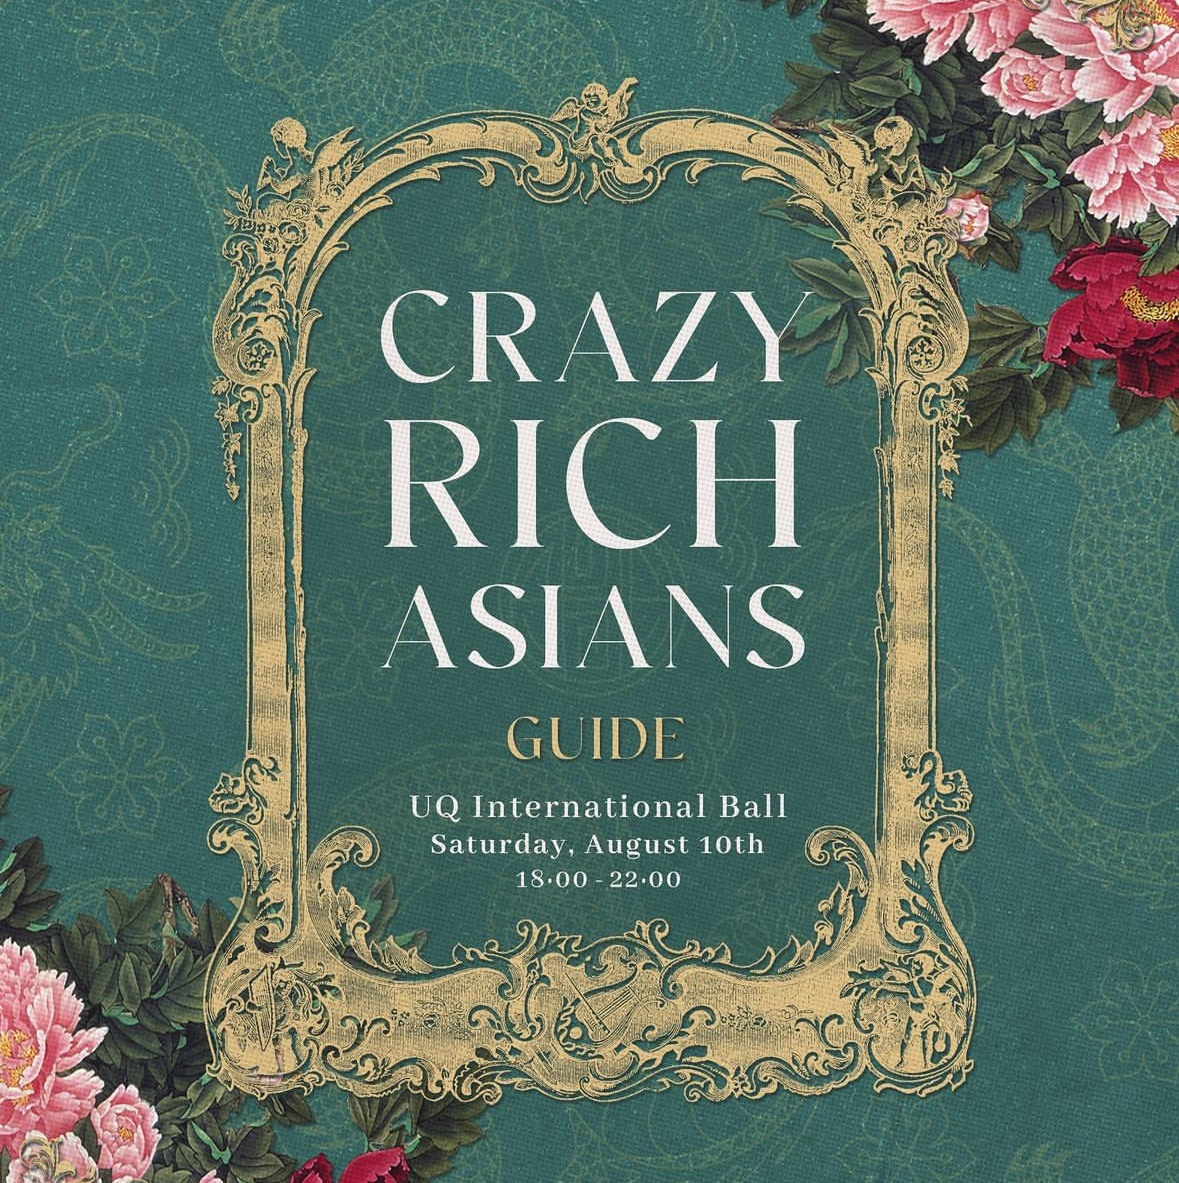 CRAZY
RICH
ASIANS
GUIDE
UQ International Ball
Saturday, August 10th
18·00 - 22·00